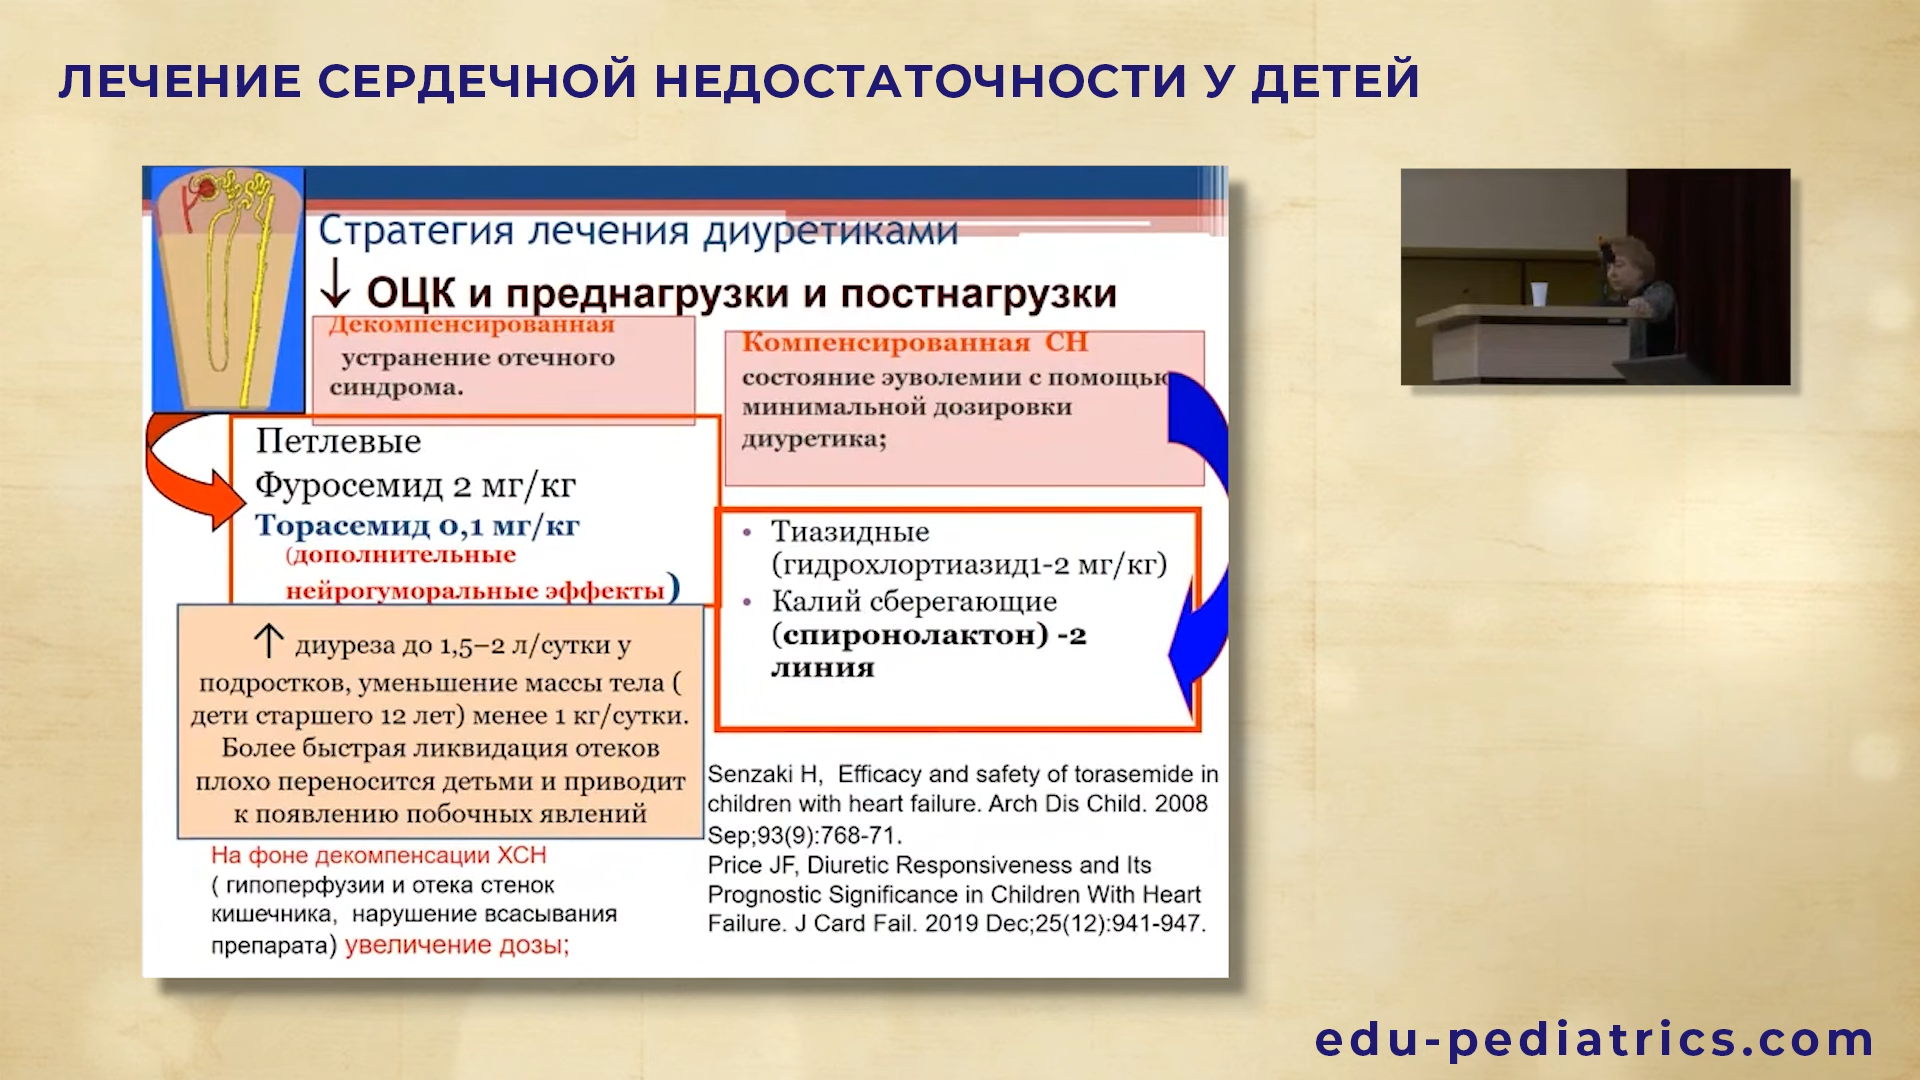 ЛЕЧЕНИЕ СЕРДЕЧНОЙ НЕДОСТАТОЧНОСТИ У ДЕТЕЙ
Стратегия лечения диуретиками
↓ ОЦК и преднагрузки и постнагрузки
Декомпенсированная
устранение отечного
синдрома.
Петлевые
Фуросемид 2 мг/кг
Торасемид 0,1 мг/кг
(дополнительные
нейрогуморальные эффекты)
↑ диуреза до 1,5–2 л/сутки у
подростков, уменьшение массы тела (
дети старшего 12 лет) менее 1 кг/сутки.
Более быстрая ликвидация отеков
плохо переносится детьми и приводит
к появлению побочных явлений
На фоне декомпенсации ХСН
( гипоперфузии и отека стенок
кишечника, нарушение всасывания
препарата) увеличение дозы;
Компенсированная СН
состояние эуволемии с помощью
минимальной дозировки
диуретика;
• Тиазидные
(гидрохлортиазид1-2 мг/кг)
• Калий сберегающие
(спиронолактон) -2
линия
Senzaki H, Efficacy and safety of torasemide in
children with heart failure. Arch Dis Child. 2008
Sep;93(9):768-71.
Price JF, Diuretic Responsiveness and Its
Prognostic Significance in Children With Heart
Failure. J Card Fail. 2019 Dec;25(12):941-947.
edu-pediatrics.com